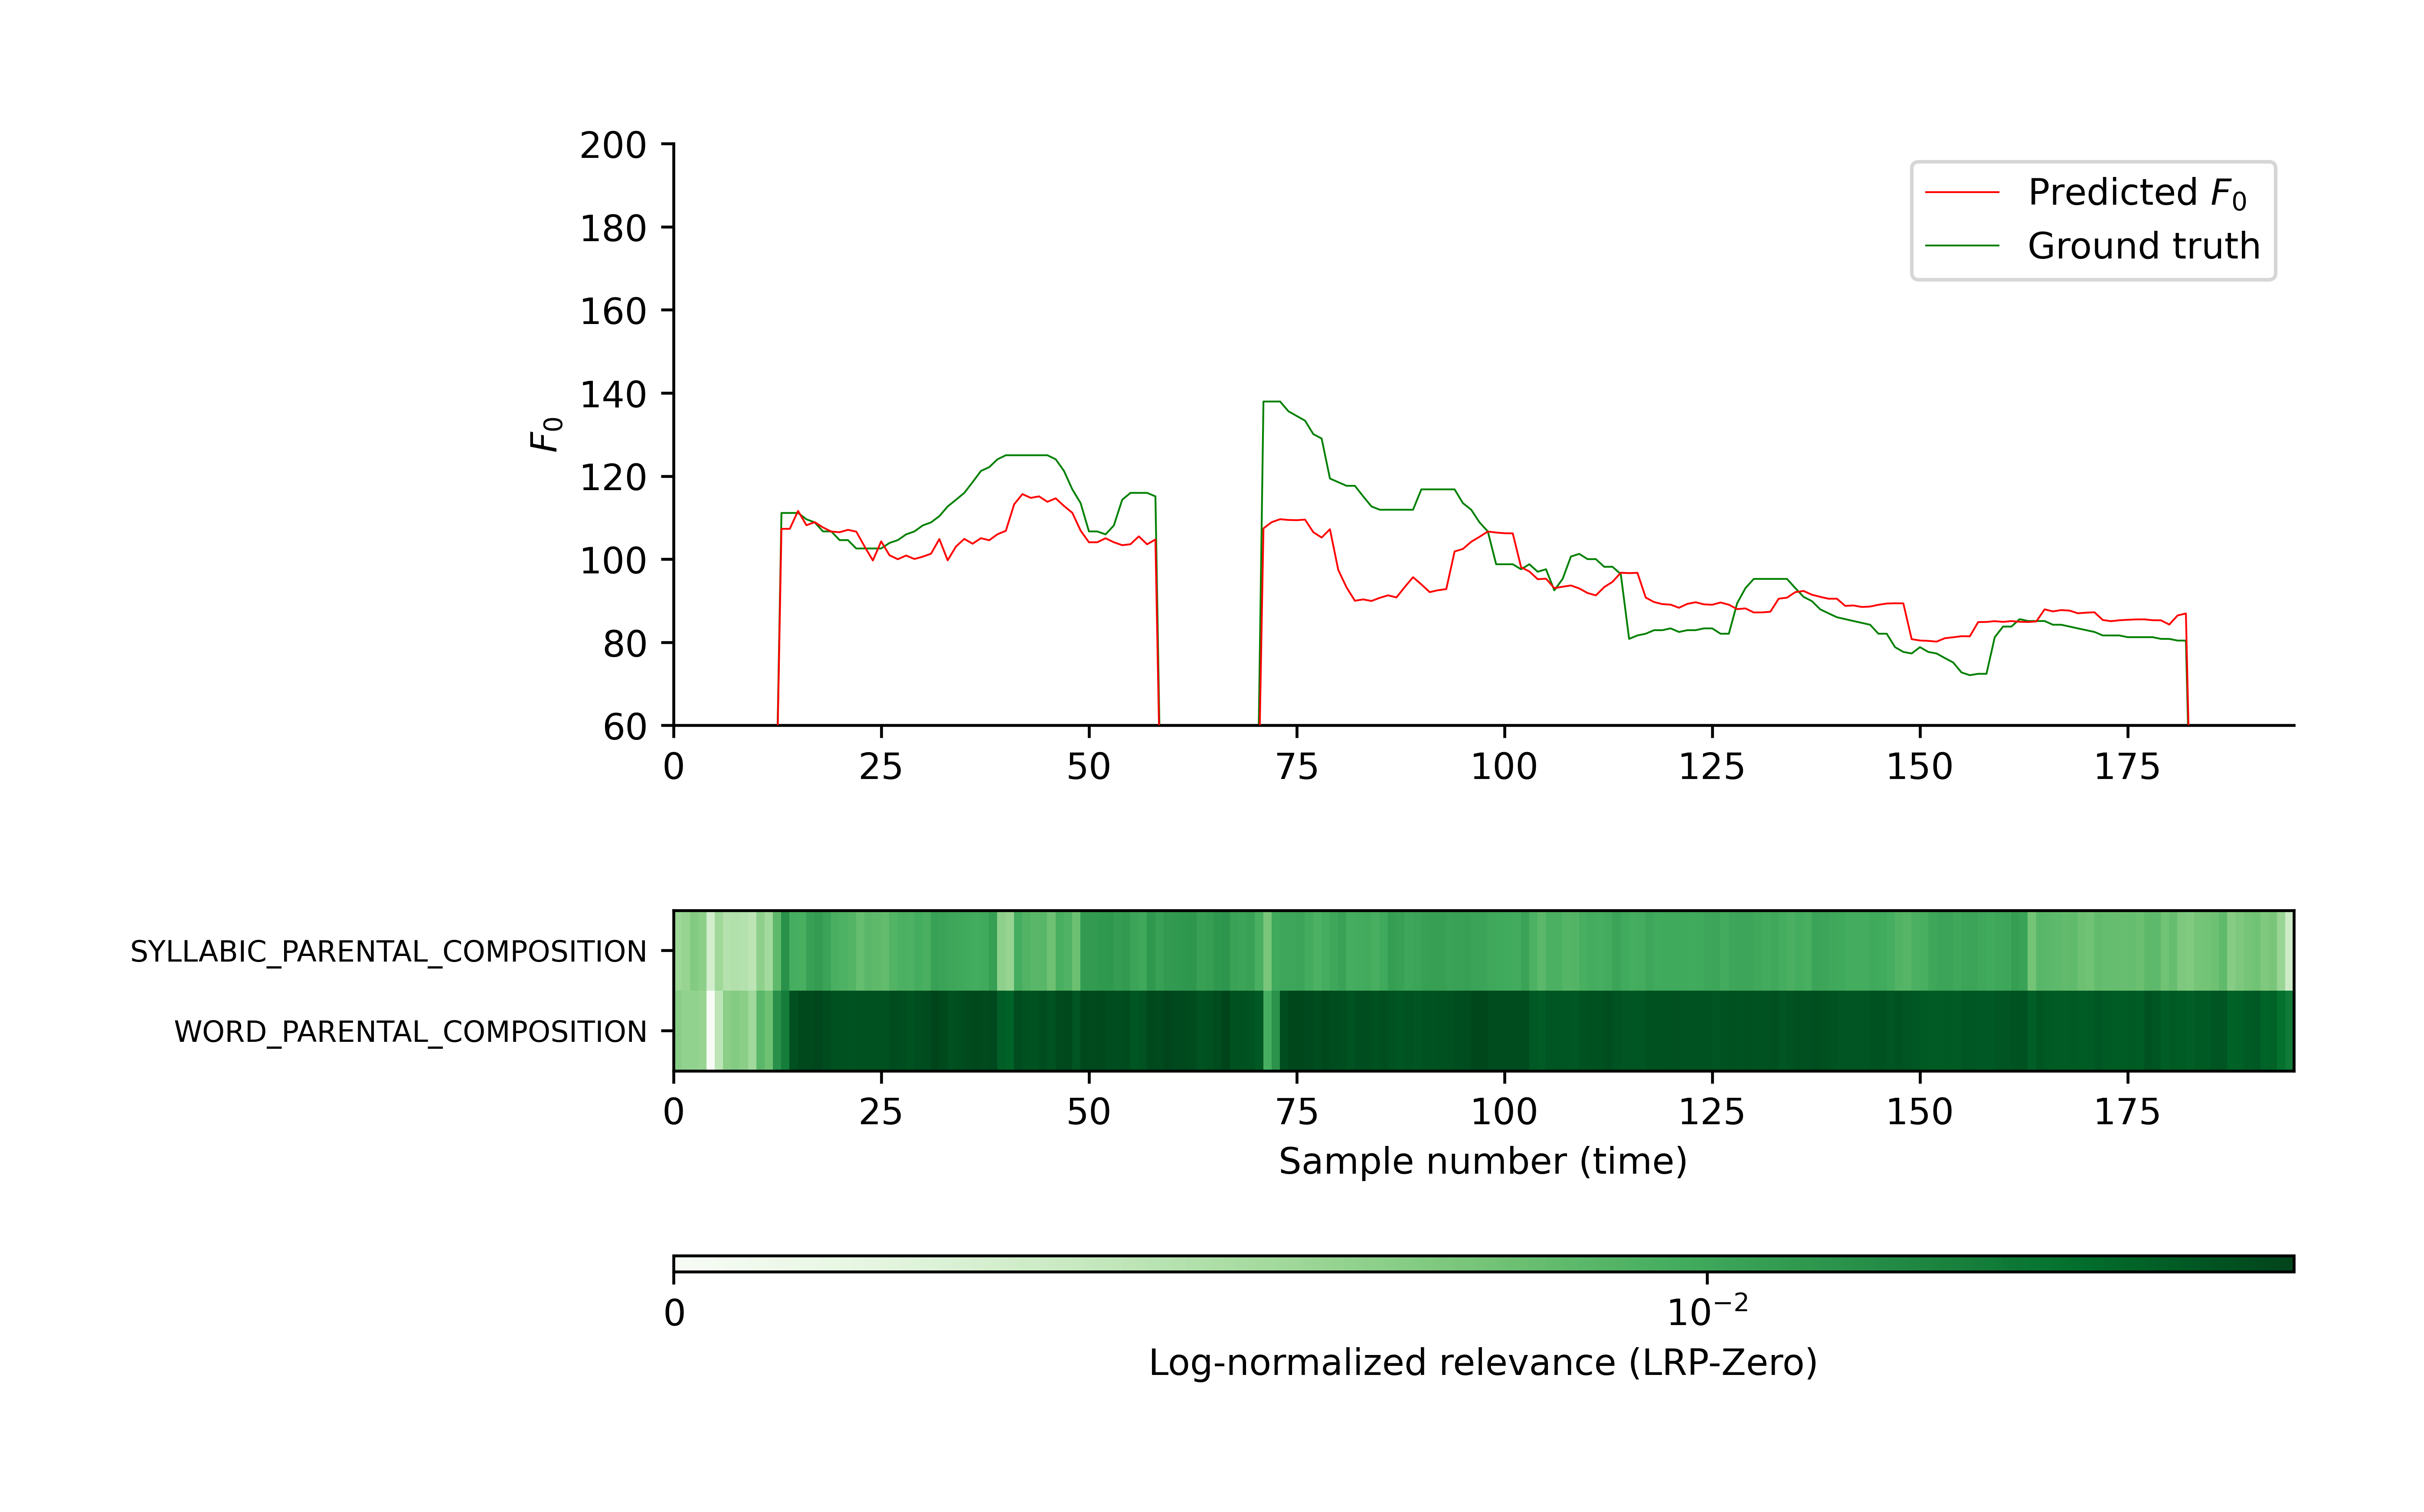 200
180
160
140
120
100
80
60
F₀
Predicted F₀
Ground truth
0 25 50 75 100 125 150 175
SYLLABIC_PARENTAL_COMPOSITION
WORD_PARENTAL_COMPOSITION
0 25 50 75 100 125 150 175
Sample number (time)
0 10⁻²
Log-normalized relevance (LRP-Zero)